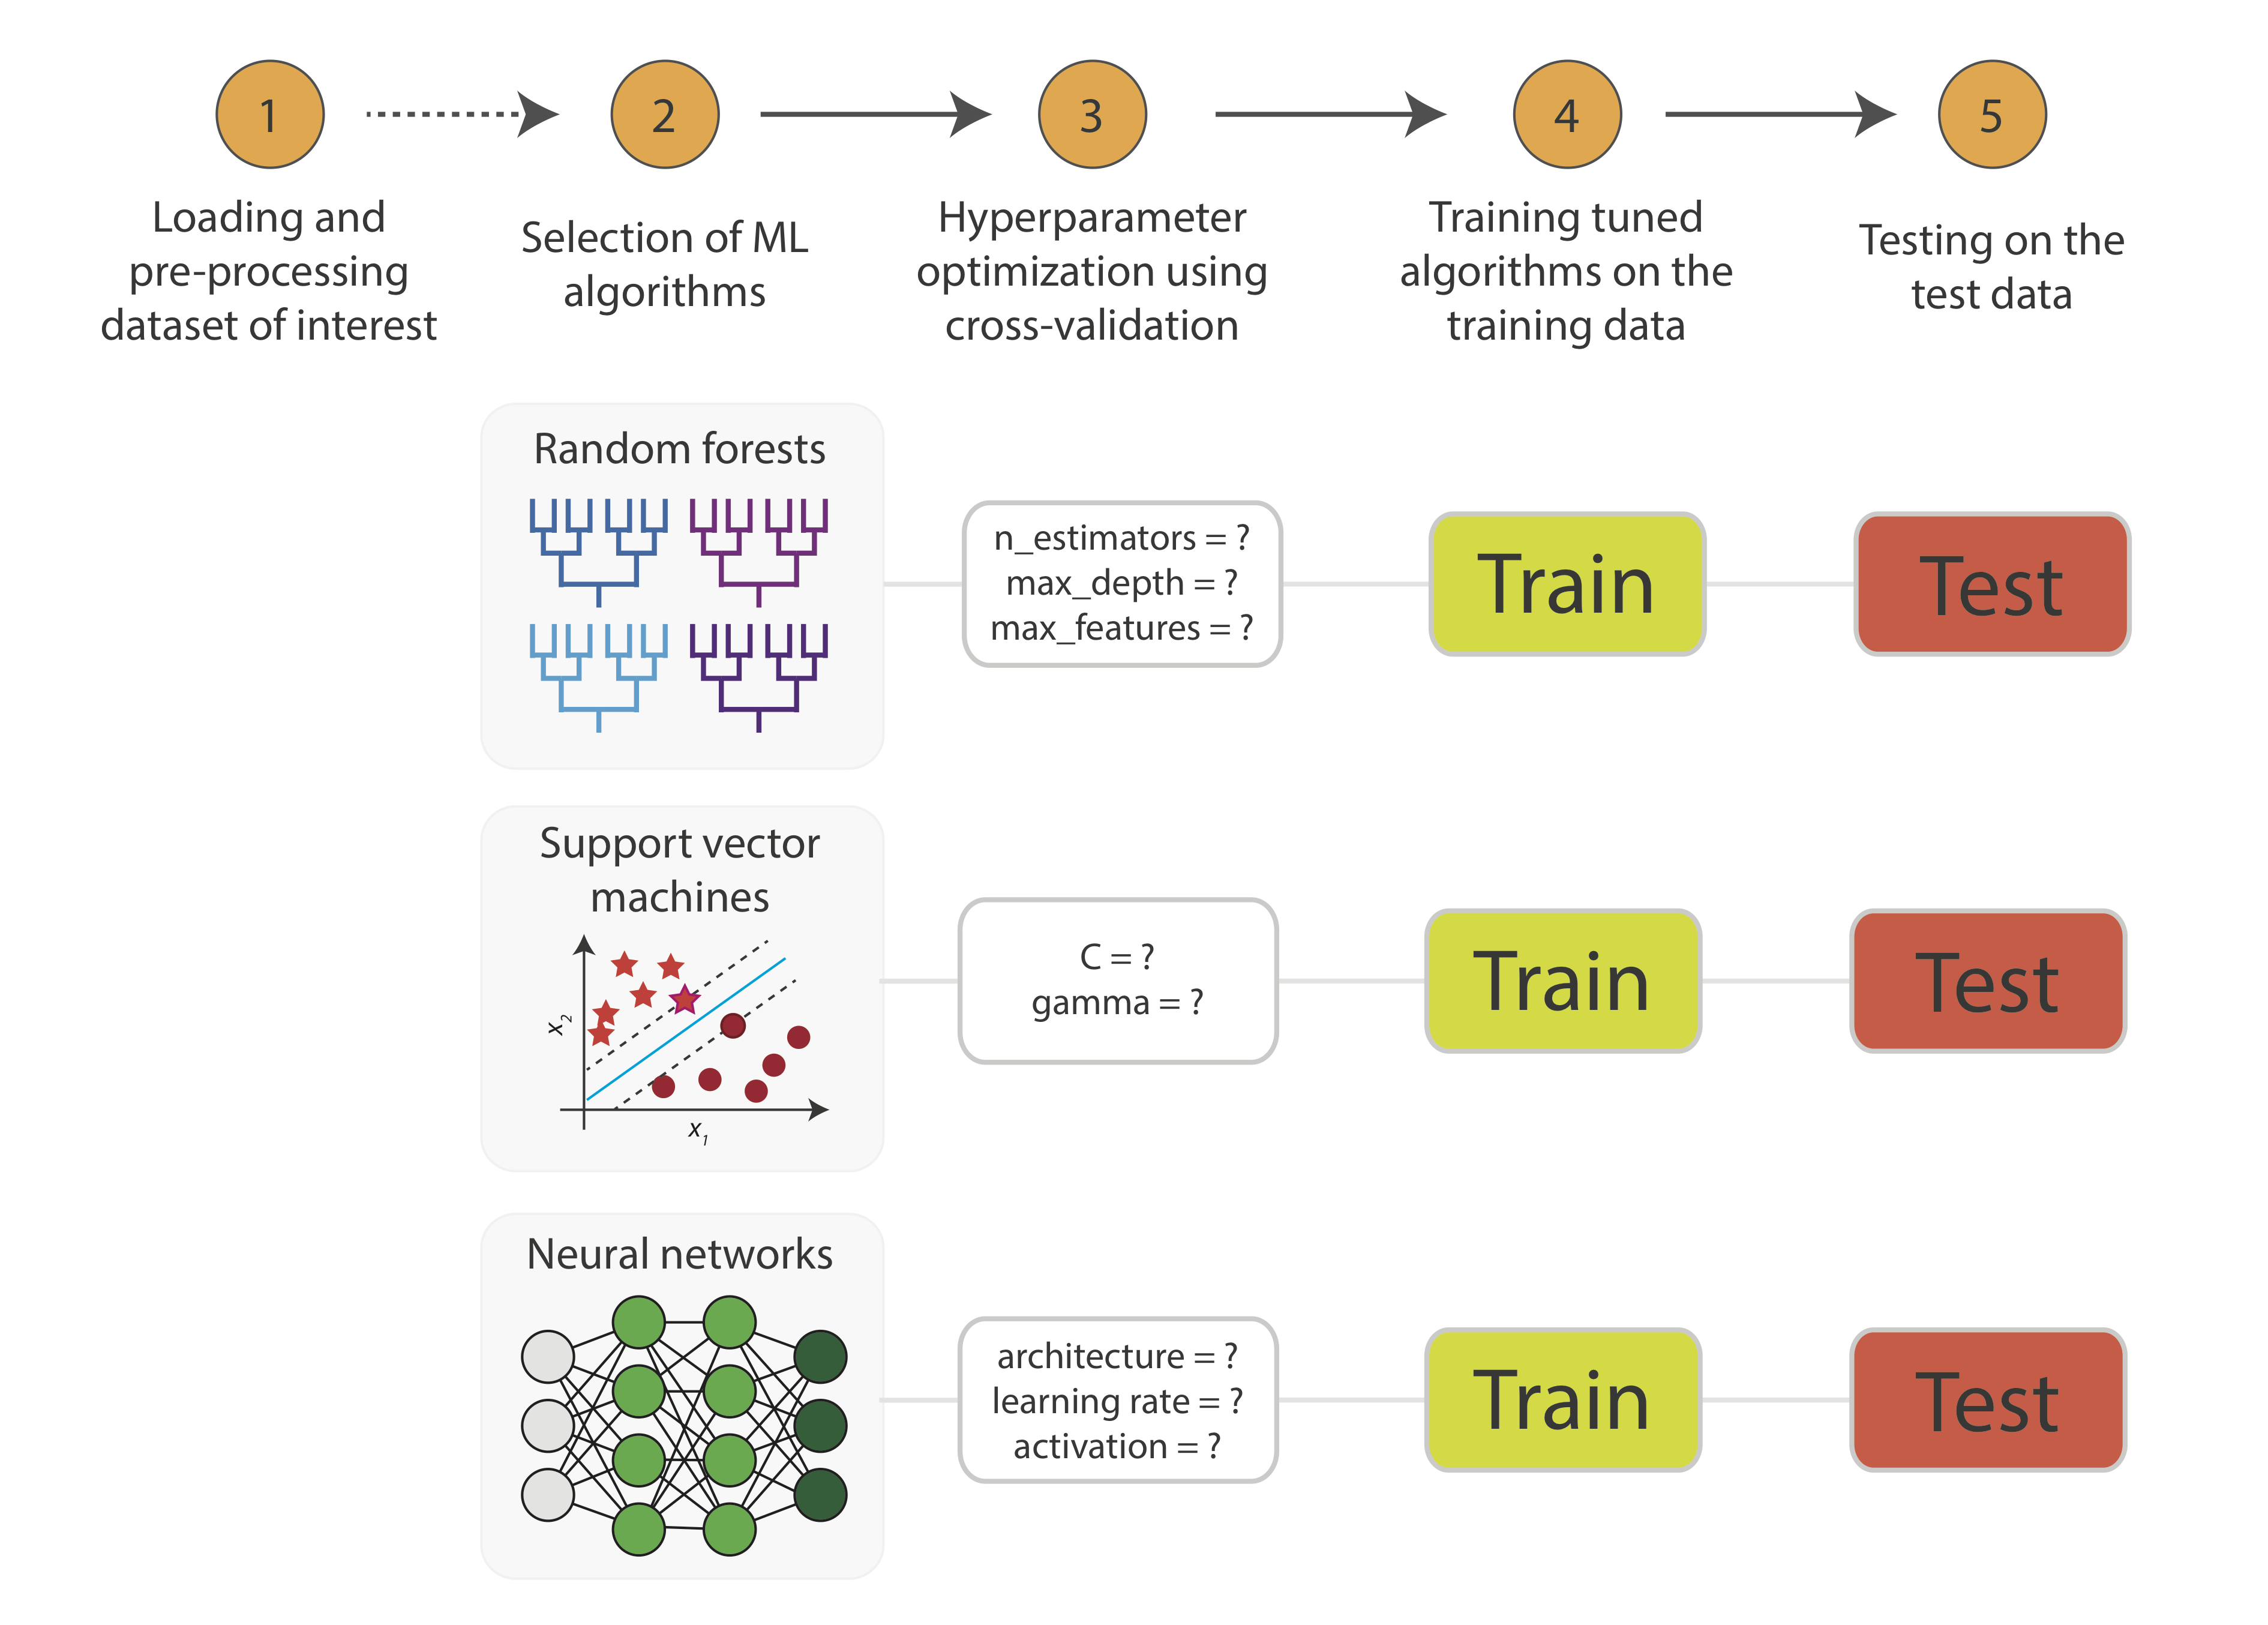 1
2
3
4
5
Loading and
pre-processing
dataset of interest
Selection of ML
algorithms
Hyperparameter
optimization using
cross-validation
Training tuned
algorithms on the
training data
Testing on the
test data
Random forests
n_estimators = ?
max_depth = ?
max_features = ?
Train
Test
Support vector
machines
x2
x1
C = ?
gamma = ?
Train
Test
Neural networks
architecture = ?
learning rate = ?
activation = ?
Train
Test